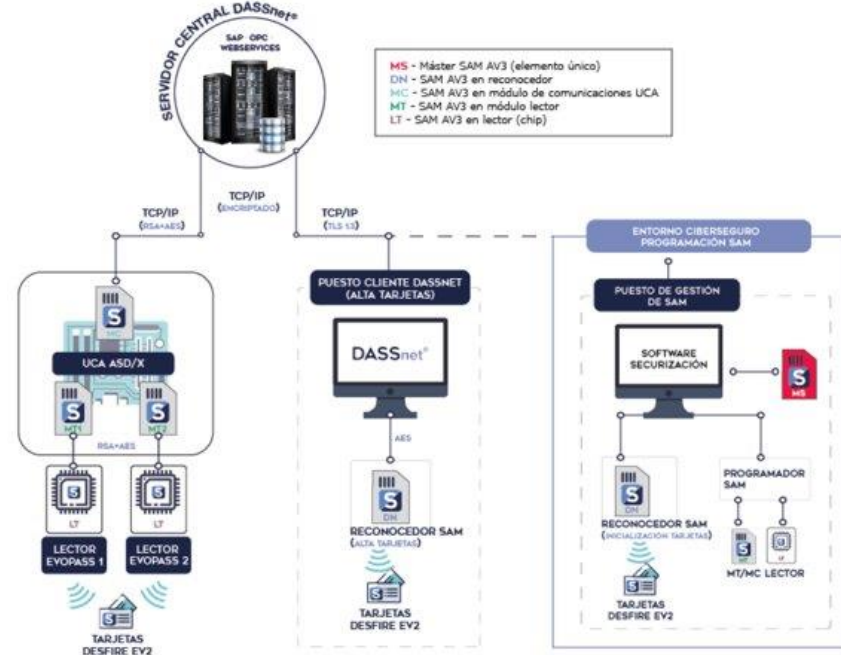 SERVIDOR CENTRAL DASSnet®
SAP OPC
WEBSERVICES
MS - Máster SAM AV3 (elemento único)
DN - SAM AV3 en reconocedor
MC - SAM AV3 en módulo de comunicaciones UCA
MT - SAM AV3 en módulo lector
LT - SAM AV3 en lector (chip)
TCP/IP
(RSA+AES)
TCP/IP
(ENCRIPTADO)
TCP/IP
(TLS 1.3)
S
MC
UCA ASD/X
S
MT1
S
MT2
RSA+AES
S
LT
S
LT
LECTOR
EVOPASS 1
LECTOR
EVOPASS 2
S
TARJETAS
DESFIRE EV2
PUESTO CLIENTE DASSNET
(ALTA TARJETAS)
DASSnet®
AES
S
DN
RECONOCEDOR SAM
(ALTA TARJETAS)
S
TARJETAS
DESFIRE EV2
ENTORNO CIBERSEGURO
PROGRAMACIÓN SAM
PUESTO DE GESTIÓN
DE SAM
SOFTWARE
SECURIZACIÓN
S
MS
S
DN
RECONOCEDOR SAM
(INICIALIZACIÓN TARJETAS)
S
TARJETAS
DESFIRE EV2
PROGRAMADOR
SAM
S
MT
S
LT
MT/MC LECTOR